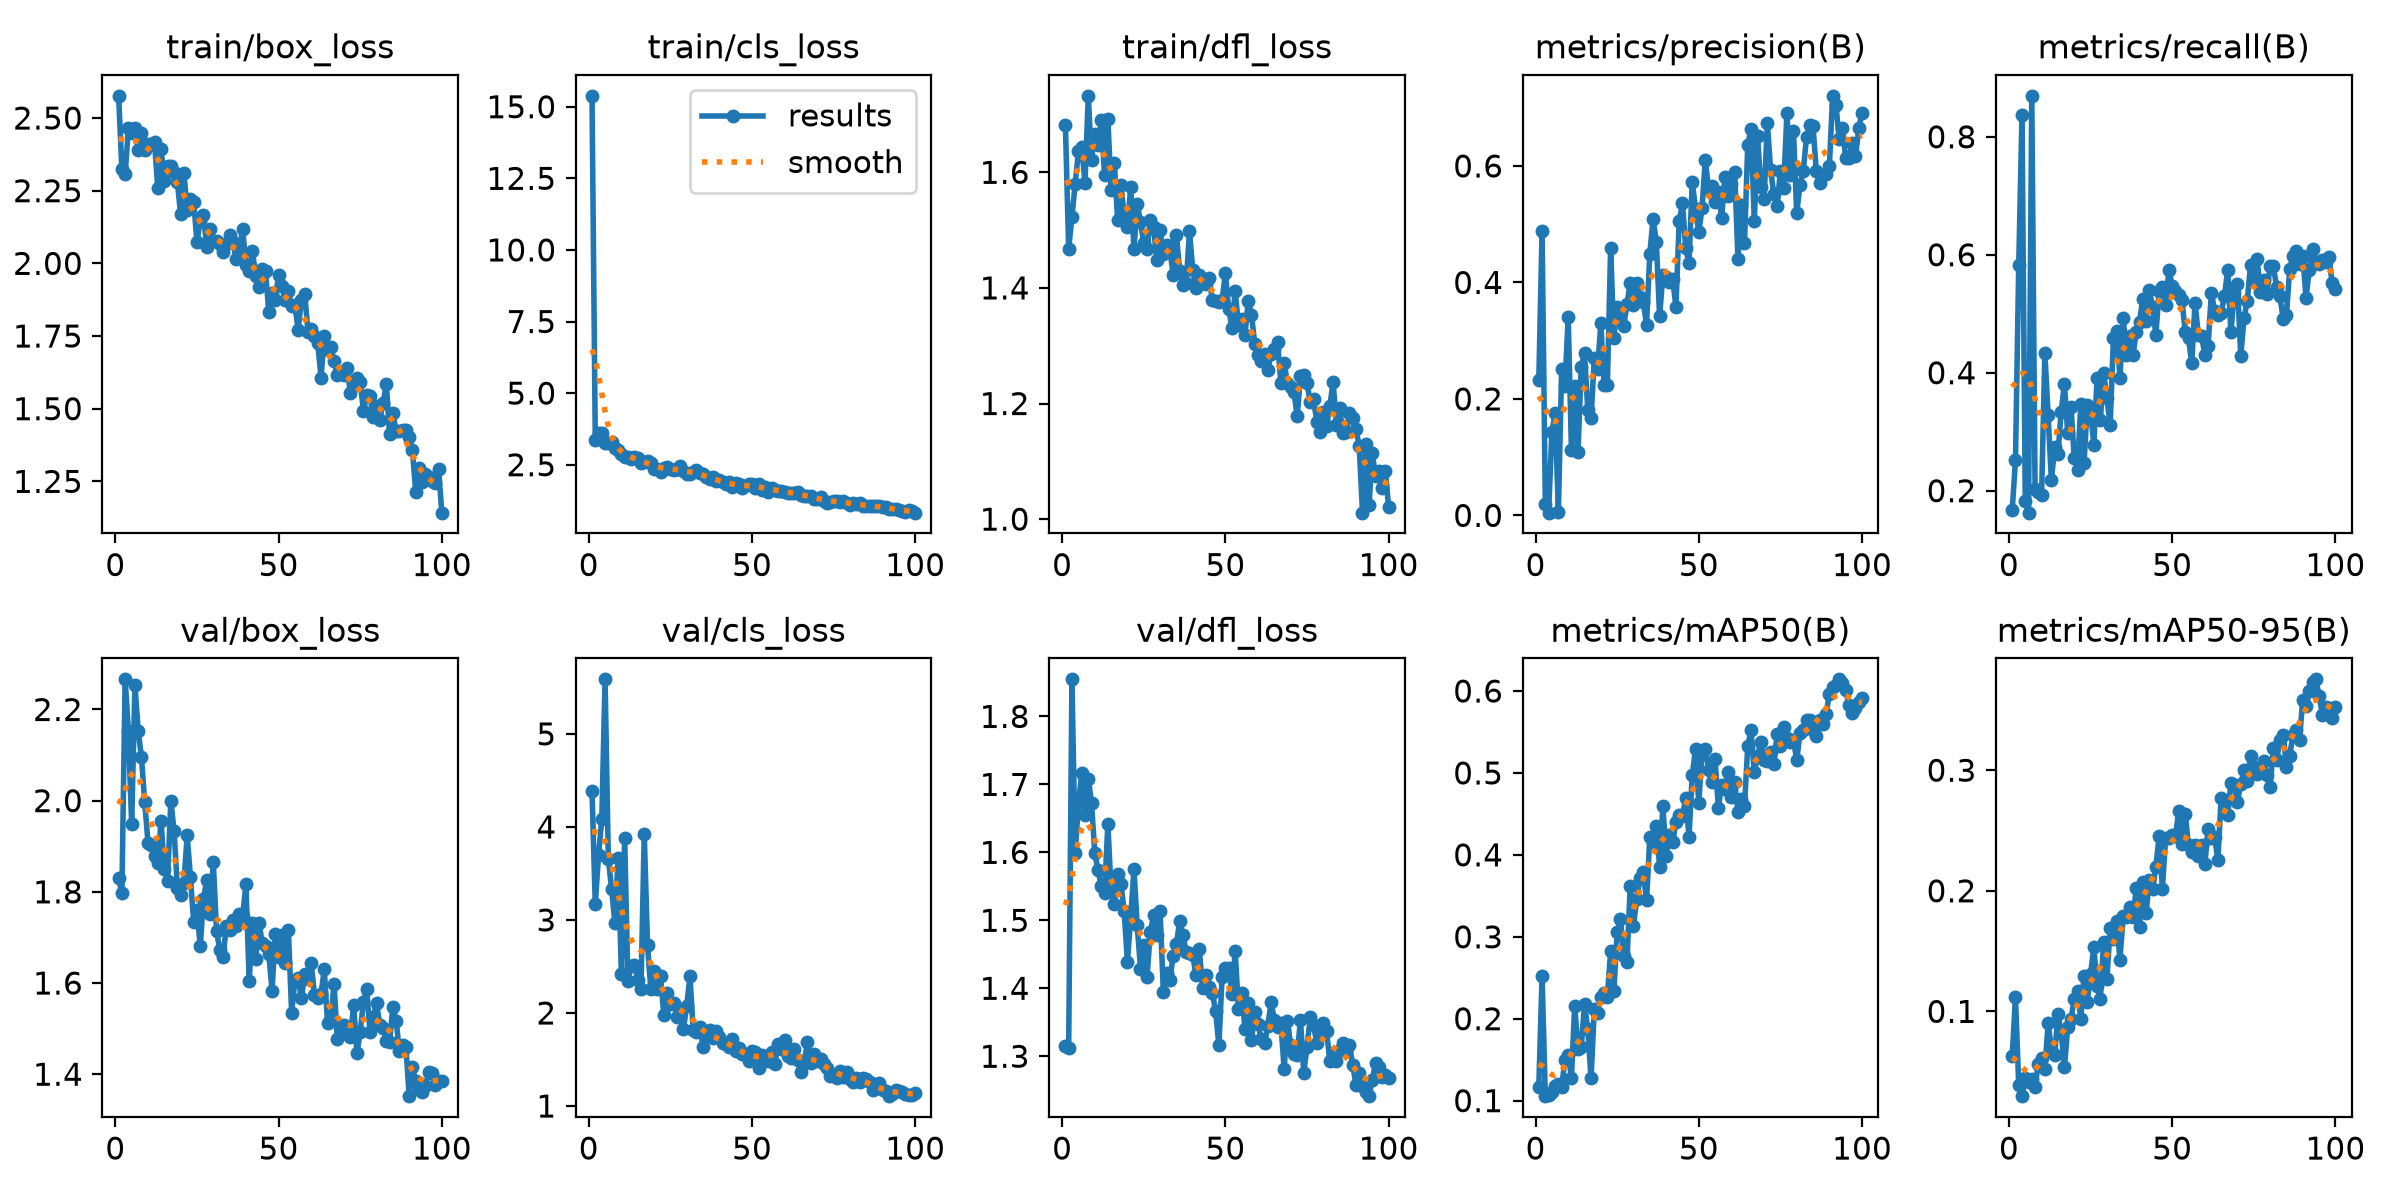 train/box_loss
train/cls_loss
train/dfl_loss
metrics/precision(B)
metrics/recall(B)
2.50
2.25
2.00
1.75
1.50
1.25
0 50 100
15.0
12.5
10.0
7.5
5.0
2.5
results
smooth
0 50 100
1.6
1.4
1.2
1.0
0 50 100
0.6
0.4
0.2
0.0
0 50 100
0.8
0.6
0.4
0.2
0 50 100
val/box_loss
val/cls_loss
val/dfl_loss
metrics/mAP50(B)
metrics/mAP50-95(B)
2.2
2.0
1.8
1.6
1.4
0 50 100
5
4
3
2
1
0 50 100
1.8
1.7
1.6
1.5
1.4
1.3
0 50 100
0.6
0.5
0.4
0.3
0.2
0.1
0 50 100
0.3
0.2
0.1
0 50 100